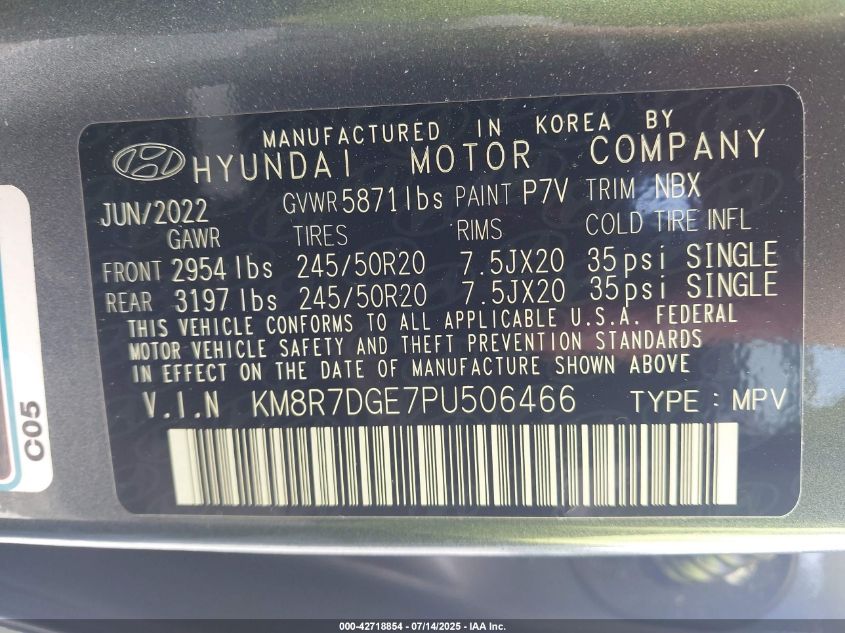 MANUFACTURED IN KOREA BY
HYUNDAI MOTOR COMPANY
JUN/2022 GVWR 5871 lbs PAINT P7V TRIM NBX
GAWR TIRES RIMS COLD TIRE INFL
FRONT 2954 lbs 245/50R20 7.5JX20 35psi SINGLE
REAR 3197 lbs 245/50R20 7.5JX20 35psi SINGLE
THIS VEHICLE CONFORMS TO ALL APPLICABLE U.S.A. FEDERAL
MOTOR VEHICLE SAFETY AND THEFT PREVENTION STANDARDS
IN EFFECT ON THE DATE OF MANUFACTURE SHOWN ABOVE
V.I.N KM8R7DGE7PU506466 TYPE : MPV
C05
000-42718854 - 07/14/2025 - IAA Inc.